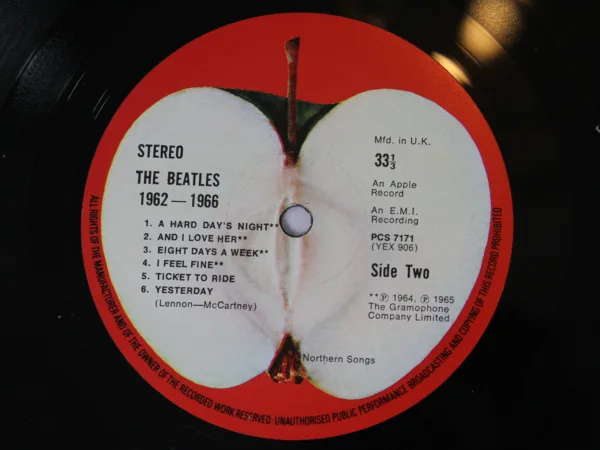 STEREO
THE BEATLES
1962—1966
1. A HARD DAY'S NIGHT**
2. AND I LOVE HER**
3. EIGHT DAYS A WEEK**
4. I FEEL FINE**
5. TICKET TO RIDE
6. YESTERDAY
(Lennon—McCartney)
Mfd. in U.K.
33⅓
An Apple
Record
An E.M.I.
Recording
PCS 7171
(YEX 906)
Side Two
**Ⓟ 1964, Ⓟ 1965
The Gramophone
Company Limited
Northern Songs
ALL RIGHTS OF THE MANUFACTURER AND OF THE OWNER OF THE RECORDED WORK RESERVED. UNAUTHORISED PUBLIC PERFORMANCE BROADCASTING AND COPYING OF THIS RECORD PROHIBITED